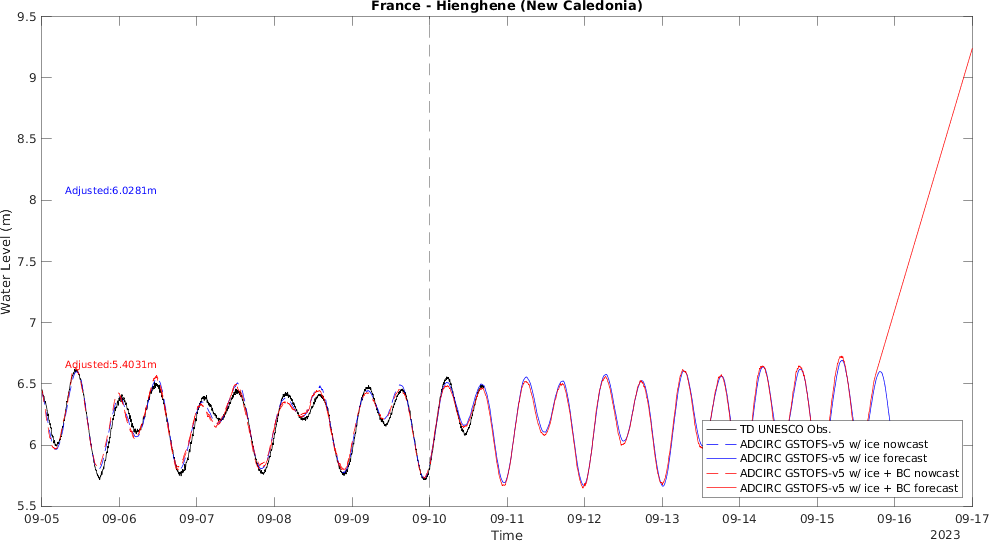 France - Hienghene (New Caledonia)
9.5
9
8.5
8
7.5
7
6.5
6
5.5
Water Level (m)
Adjusted:6.0281m
Adjusted:5.4031m
TD UNESCO Obs.
ADCIRC GSTOFS-v5 w/ ice nowcast
ADCIRC GSTOFS-v5 w/ ice forecast
ADCIRC GSTOFS-v5 w/ ice + BC nowcast
ADCIRC GSTOFS-v5 w/ ice + BC forecast
09-05 09-06 09-07 09-08 09-09 09-10 09-11 09-12 09-13 09-14 09-15 09-16 09-17
Time
2023